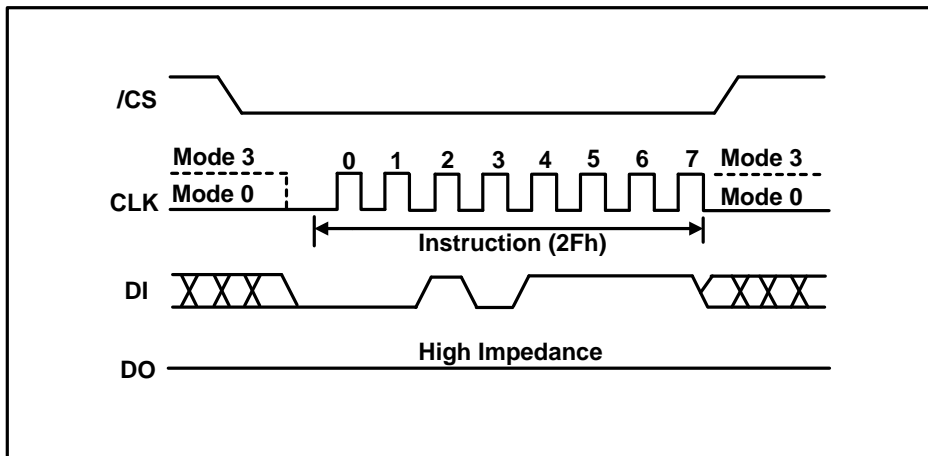 /CS
Mode 3 0 1 2 3 4 5 6 7 Mode 3
CLK Mode 0 Mode 0
Instruction (2Fh)
DI
High Impedance
DO